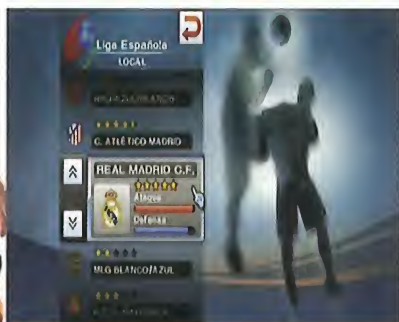 Liga Española
LOCAL
C. ATLÉTICO MADRID
REAL MADRID C.F.
Ataque
Defensa
MLG BLANCO/AZUL